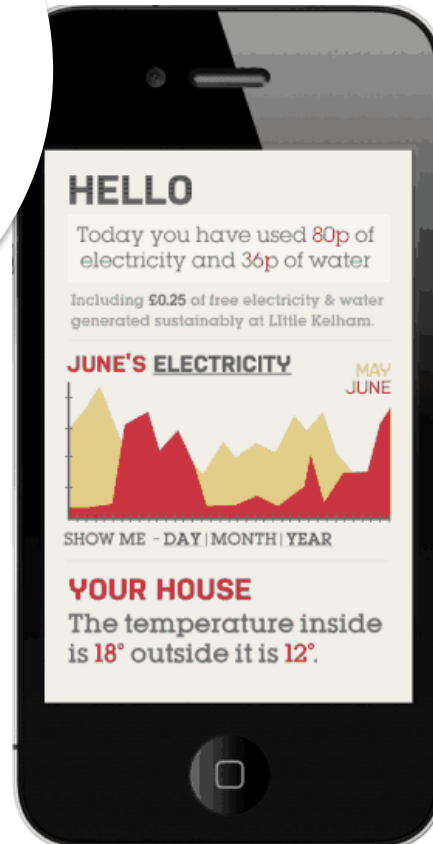 HELLO
Today you have used 80p of
electricity and 36p of water
Including £0.25 of free electricity & water
generated sustainably at LIttle Kelham.
JUNE'S ELECTRICITY
MAY
JUNE
SHOW ME - DAY | MONTH | YEAR
YOUR HOUSE
The temperature inside
is 18° outside it is 12°.